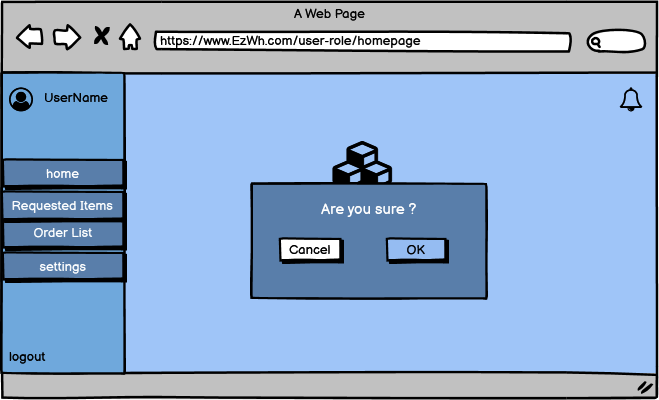 A Web Page
https://www.EzWh.com/user-role/homepage
UserName
home
Requested Items
Order List
settings
logout
Are you sure ?
Cancel
OK